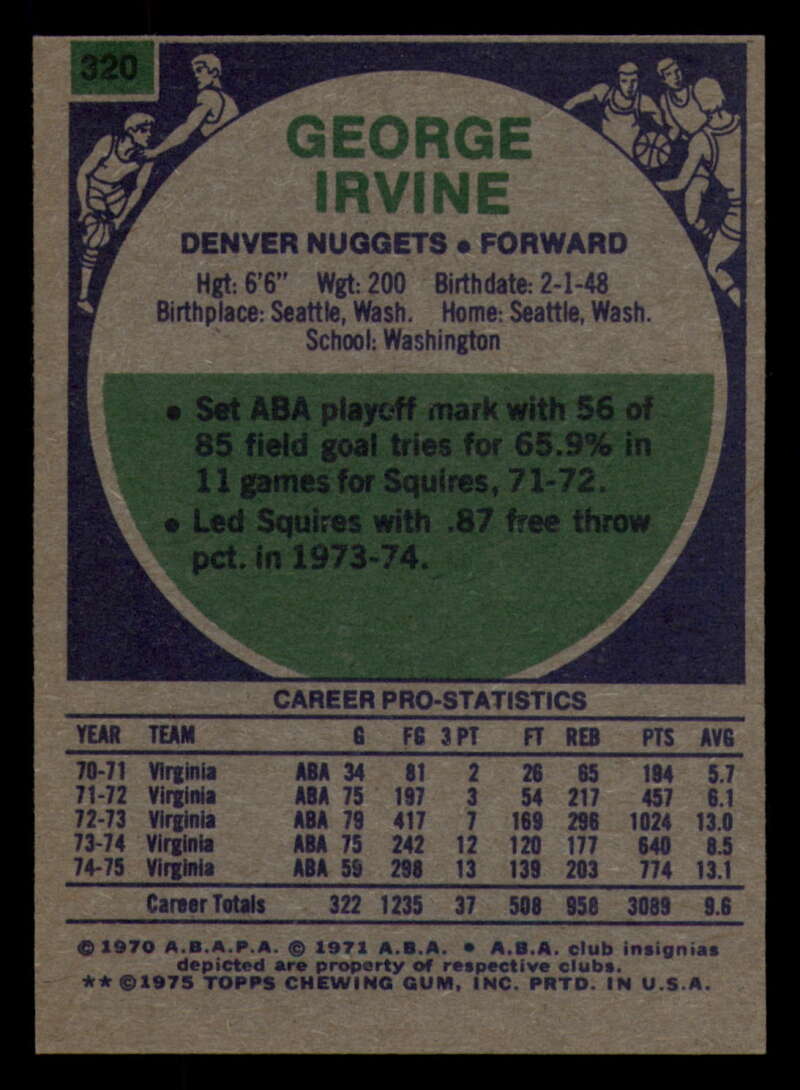 320
GEORGE
IRVINE
DENVER NUGGETS • FORWARD
Hgt: 6'6" Wgt: 200 Birthdate: 2-1-48
Birthplace: Seattle, Wash. Home: Seattle, Wash.
School: Washington
• Set ABA playoff mark with 56 of
85 field goal tries for 65.9% in
11 games for Squires, 71-72.
• Led Squires with .87 free throw
pct. in 1973-74.
CAREER PRO-STATISTICS
YEAR TEAM G FG 3 PT FT REB PTS AVG
70-71 Virginia ABA 34 81 2 26 65 194 5.7
71-72 Virginia ABA 75 197 3 54 217 457 6.1
72-73 Virginia ABA 79 417 7 169 296 1024 13.0
73-74 Virginia ABA 75 242 12 120 177 640 8.5
74-75 Virginia ABA 59 298 13 139 203 774 13.1
Career Totals 322 1235 37 508 958 3089 9.6
© 1970 A.B.A.P.A. © 1971 A.B.A. • A.B.A. club insignias
depicted are property of respective clubs.
** ©1975 TOPPS CHEWING GUM, INC. PRTD. IN U.S.A.